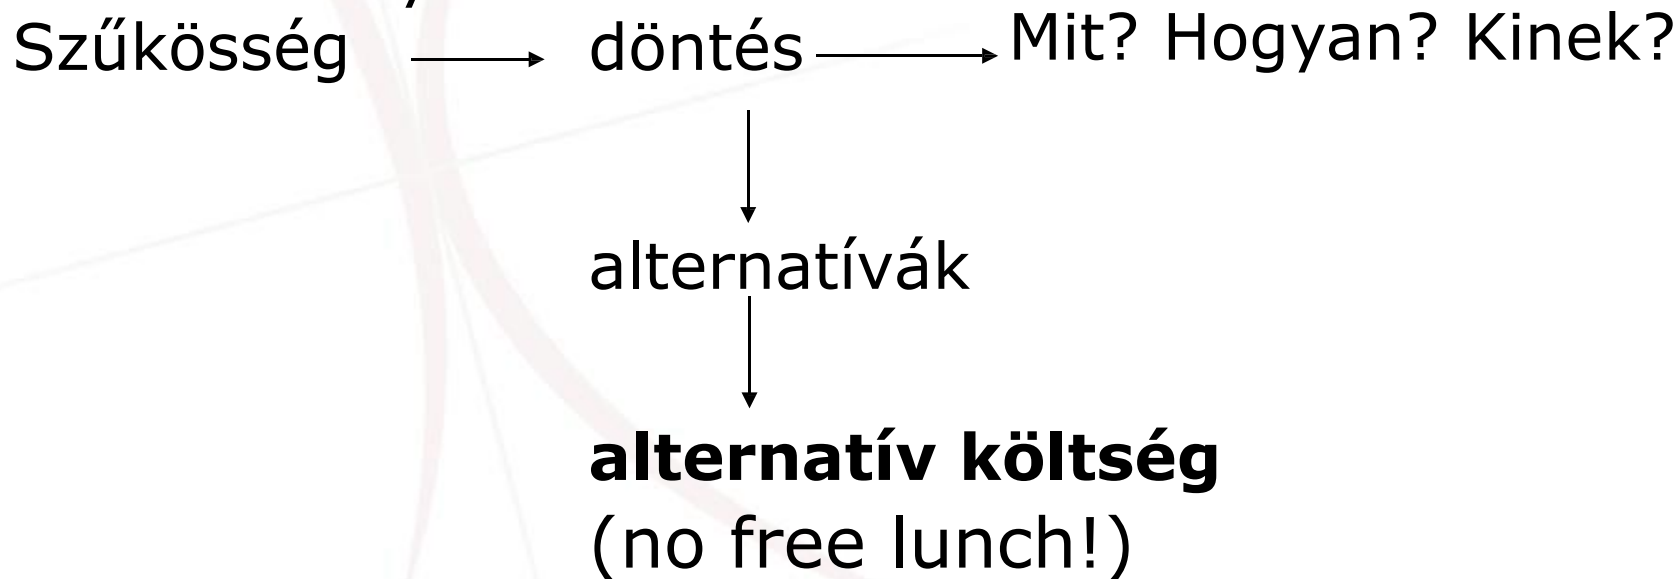 Szűkösség döntés Mit? Hogyan? Kinek?
alternatívák
alternatív költség
(no free lunch!)